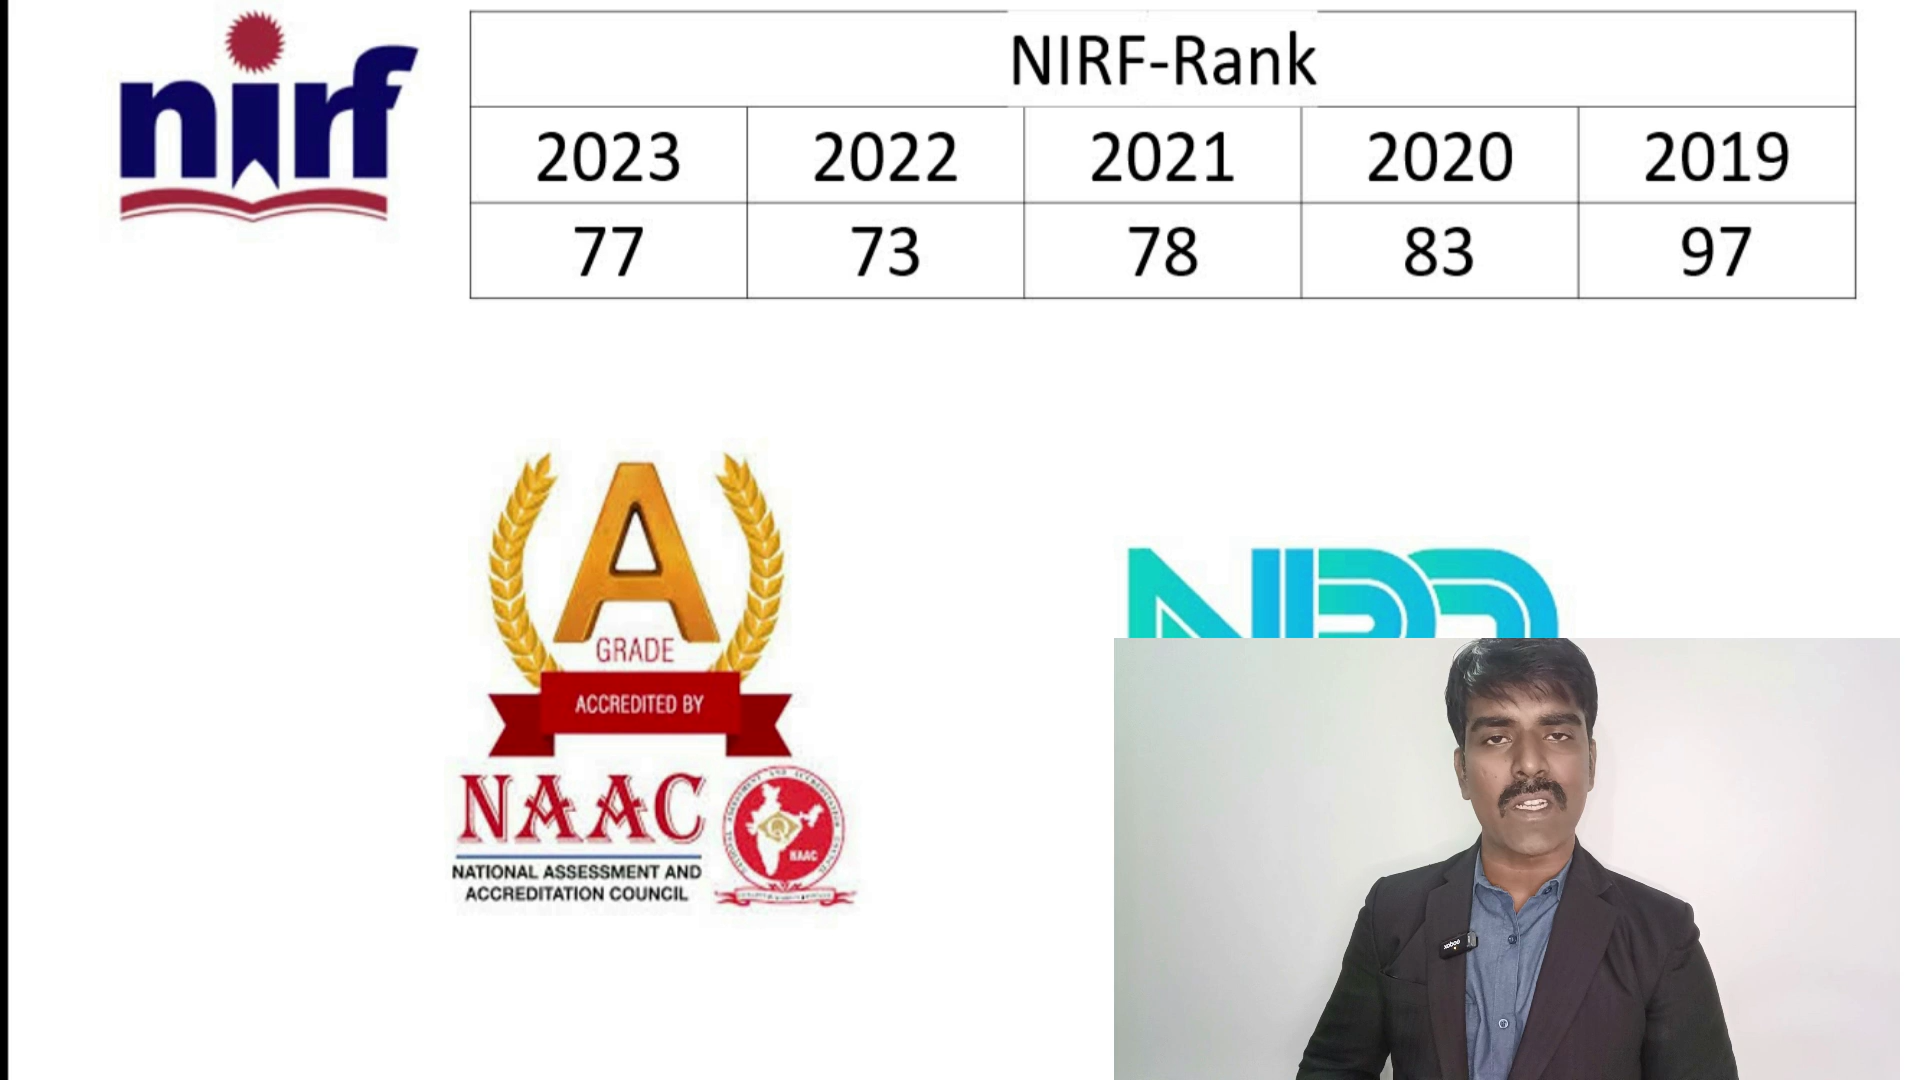 nirf
NIRF-Rank
2023 2022 2021 2020 2019
77 73 78 83 97
A
GRADE
ACCREDITED BY
NAAC
NATIONAL ASSESSMENT AND
ACCREDITATION COUNCIL
NAAC